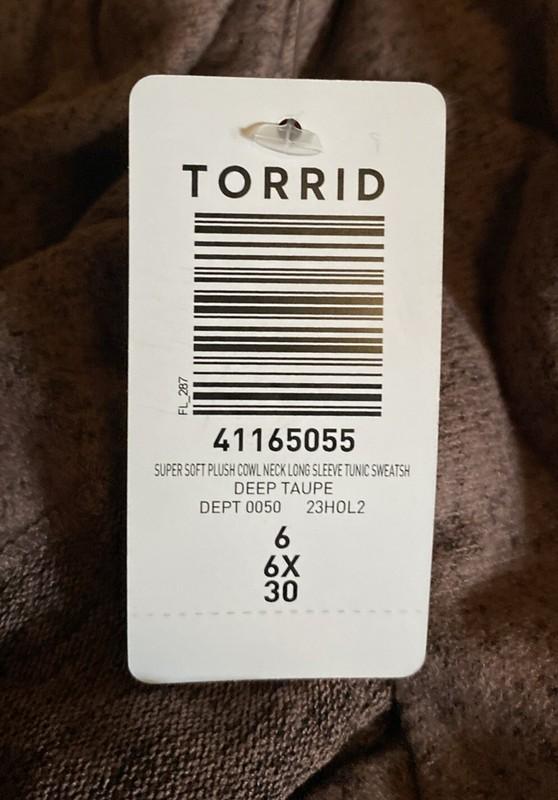 TORRID
FL_287
41165055
SUPER SOFT PLUSH COWL NECK LONG SLEEVE TUNIC SWEATSH
DEEP TAUPE
DEPT 0050 23HOL2
6
6X
30